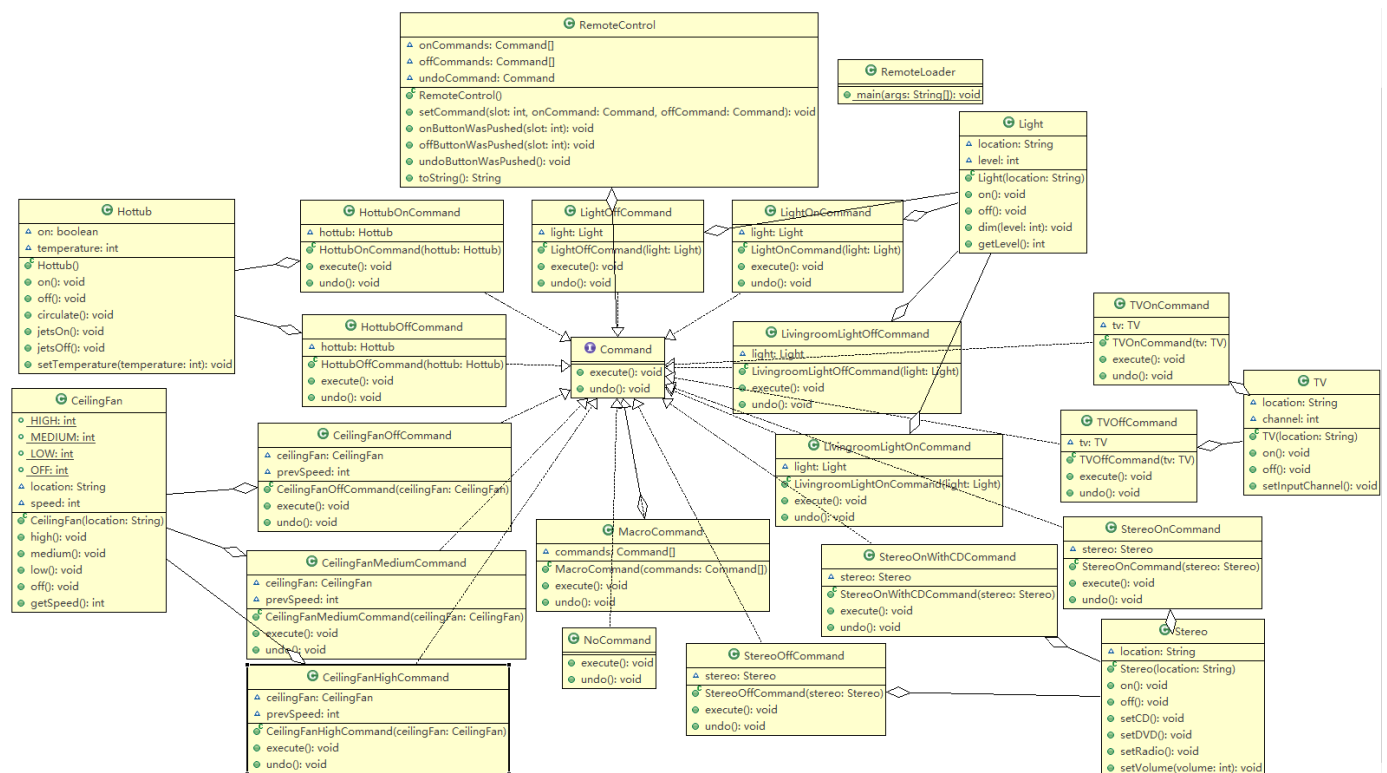 RemoteControl
onCommands: Command[]
offCommands: Command[]
undoCommand: Command
RemoteControl()
setCommand(slot: int, onCommand: Command, offCommand: Command): void
onButtonWasPushed(slot: int): void
offButtonWasPushed(slot: int): void
undoButtonWasPushed(): void
toString(): String
RemoteLoader
main(args: String[]): void
Light
location: String
level: int
Light(location: String)
on(): void
off(): void
dim(level: int): void
getLevel(): int
Hottub
on: boolean
temperature: int
Hottub()
on(): void
off(): void
circulate(): void
jetsOn(): void
jetsOff(): void
setTemperature(temperature: int): void
HottubOnCommand
hottub: Hottub
HottubOnCommand(hottub: Hottub)
execute(): void
undo(): void
LightOffCommand
light: Light
LightOffCommand(light: Light)
execute(): void
undo(): void
LightOnCommand
light: Light
LightOnCommand(light: Light)
execute(): void
undo(): void
HottubOffCommand
hottub: Hottub
HottubOffCommand(hottub: Hottub)
execute(): void
undo(): void
Command
execute(): void
undo(): void
LivingroomLightOffCommand
light: Light
LivingroomLightOffCommand(light: Light)
execute(): void
undo(): void
TVOnCommand
tv: TV
TVOnCommand(tv: TV)
execute(): void
undo(): void
TV
location: String
channel: int
TV(location: String)
on(): void
off(): void
setInputChannel(): void
CeilingFan
HIGH: int
MEDIUM: int
LOW: int
OFF: int
location: String
speed: int
CeilingFan(location: String)
high(): void
medium(): void
low(): void
off(): void
getSpeed(): int
CeilingFanOffCommand
ceilingFan: CeilingFan
prevSpeed: int
CeilingFanOffCommand(ceilingFan: CeilingFan)
execute(): void
undo(): void
LivingroomLightOnCommand
light: Light
LivingroomLightOnCommand(light: Light)
execute(): void
undo(): void
TVOffCommand
tv: TV
TVOffCommand(tv: TV)
execute(): void
undo(): void
CeilingFanMediumCommand
ceilingFan: CeilingFan
prevSpeed: int
CeilingFanMediumCommand(ceilingFan: CeilingFan)
execute(): void
undo(): void
MacroCommand
commands: Command[]
MacroCommand(commands: Command[])
execute(): void
undo(): void
StereoOnWithCDCommand
stereo: Stereo
StereoOnWithCDCommand(stereo: Stereo)
execute(): void
undo(): void
StereoOnCommand
stereo: Stereo
StereoOnCommand(stereo: Stereo)
execute(): void
undo(): void
NoCommand
execute(): void
undo(): void
StereoOffCommand
stereo: Stereo
StereoOffCommand(stereo: Stereo)
execute(): void
undo(): void
Stereo
location: String
Stereo(location: String)
on(): void
off(): void
setCD(): void
setDVD(): void
setRadio(): void
setVolume(volume: int): void
CeilingFanHighCommand
ceilingFan: CeilingFan
prevSpeed: int
CeilingFanHighCommand(ceilingFan: CeilingFan)
execute(): void
undo(): void